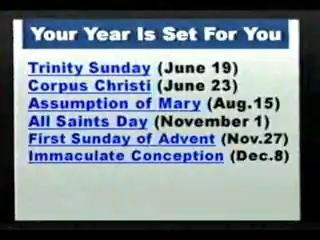 Your Year Is Set For You
Trinity Sunday (June 19)
Corpus Christi (June 23)
Assumption of Mary (Aug.15)
All Saints Day (November 1)
First Sunday of Advent (Nov.27)
Immaculate Conception (Dec.8)